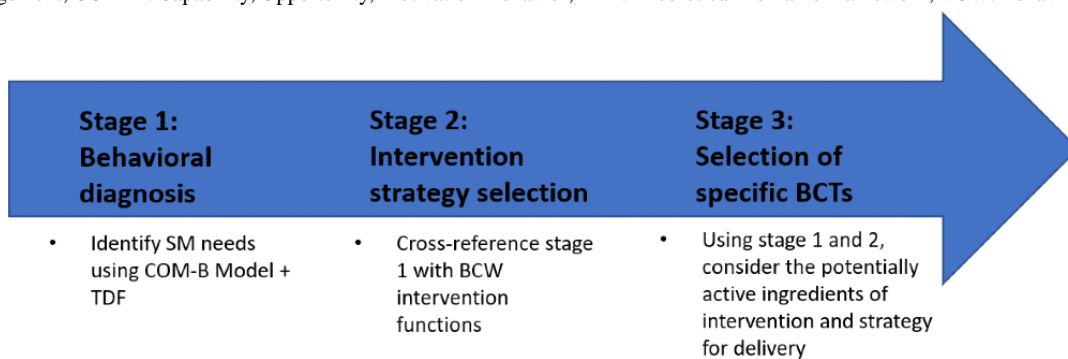 Stage 1:
Behavioral
diagnosis
• Identify SM needs
using COM-B Model +
TDF
Stage 2:
Intervention
strategy selection
• Cross-reference stage
1 with BCW
intervention
functions
Stage 3:
Selection of
specific BCTs
• Using stage 1 and 2,
consider the potentially
active ingredients of
intervention and strategy
for delivery